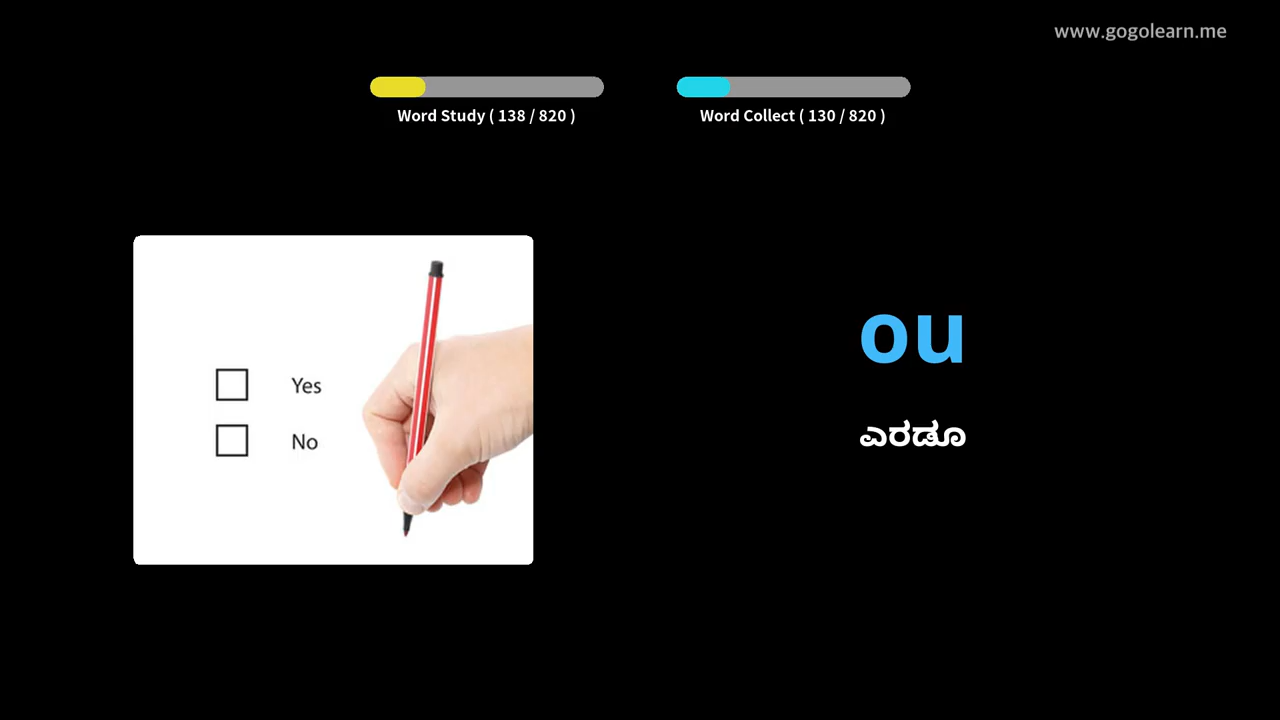 www.gogolearn.me
Word Study ( 138 / 820 )
Word Collect ( 130 / 820 )
Yes
No
ou
ಎರಡೂ